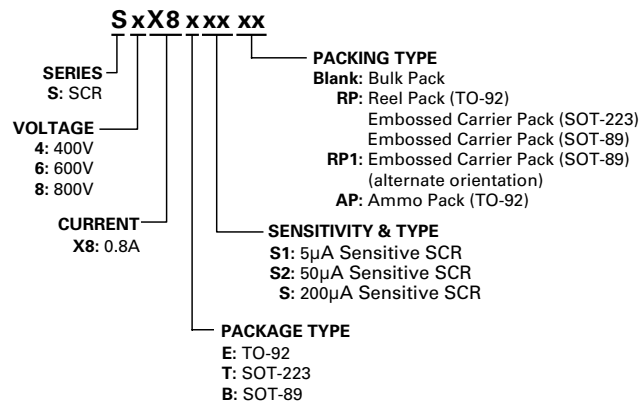 S x X8 x xx xx
PACKING TYPE
Blank: Bulk Pack
RP: Reel Pack (TO-92)
Embossed Carrier Pack (SOT-223)
Embossed Carrier Pack (SOT-89)
RP1: Embossed Carrier Pack (SOT-89)
(alternate orientation)
AP: Ammo Pack (TO-92)
SERIES
S: SCR
VOLTAGE
4: 400V
6: 600V
8: 800V
CURRENT
X8: 0.8A
SENSITIVITY & TYPE
S1: 5µA Sensitive SCR
S2: 50µA Sensitive SCR
S: 200µA Sensitive SCR
PACKAGE TYPE
E: TO-92
T: SOT-223
B: SOT-89